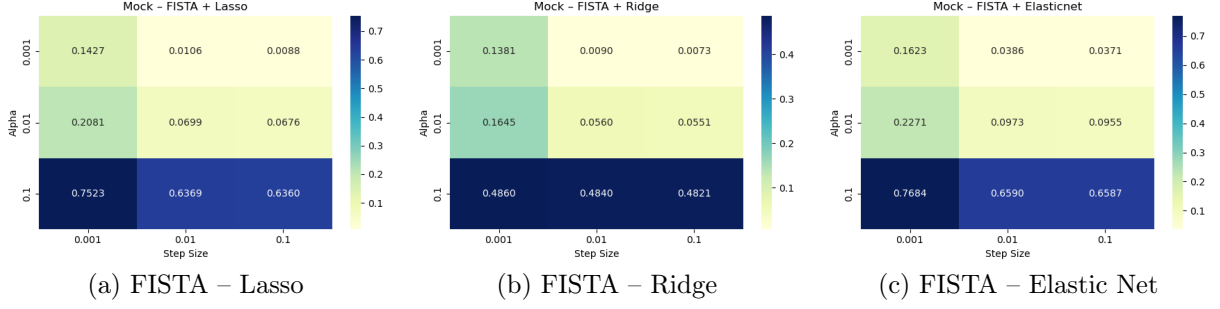 Mock – FISTA + Lasso
Alpha
0.001
0.01
0.1
0.1427 0.0106 0.0088
0.2081 0.0699 0.0676
0.7523 0.6369 0.6360
0.001 0.01 0.1
Step Size
0.7
0.6
0.5
0.4
0.3
0.2
0.1
(a) FISTA – Lasso
Mock – FISTA + Ridge
Alpha
0.001
0.01
0.1
0.1381 0.0090 0.0073
0.1645 0.0560 0.0551
0.4860 0.4840 0.4821
0.001 0.01 0.1
Step Size
0.4
0.3
0.2
0.1
(b) FISTA – Ridge
Mock – FISTA + Elasticnet
Alpha
0.001
0.01
0.1
0.1623 0.0386 0.0371
0.2271 0.0973 0.0955
0.7684 0.6590 0.6587
0.001 0.01 0.1
Step Size
0.7
0.6
0.5
0.4
0.3
0.2
0.1
(c) FISTA – Elastic Net